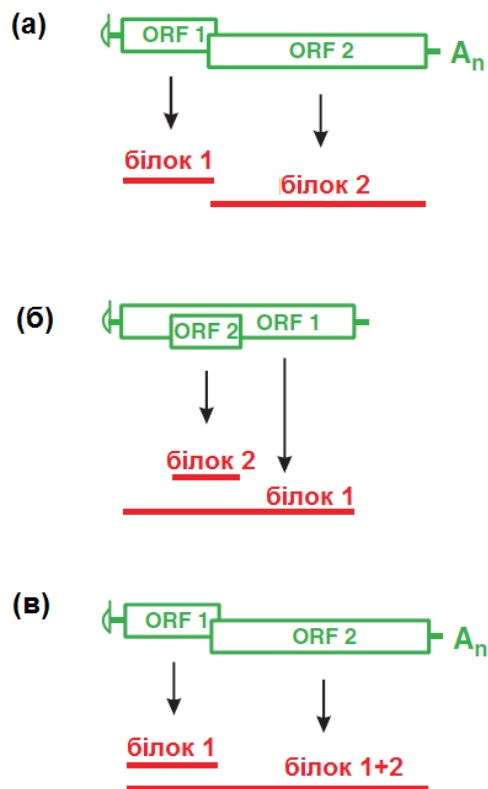 (а)
ORF 1
ORF 2
An
білок 1
білок 2
(б)
ORF 2
ORF 1
білок 2
білок 1
(в)
ORF 1
ORF 2
An
білок 1
білок 1+2